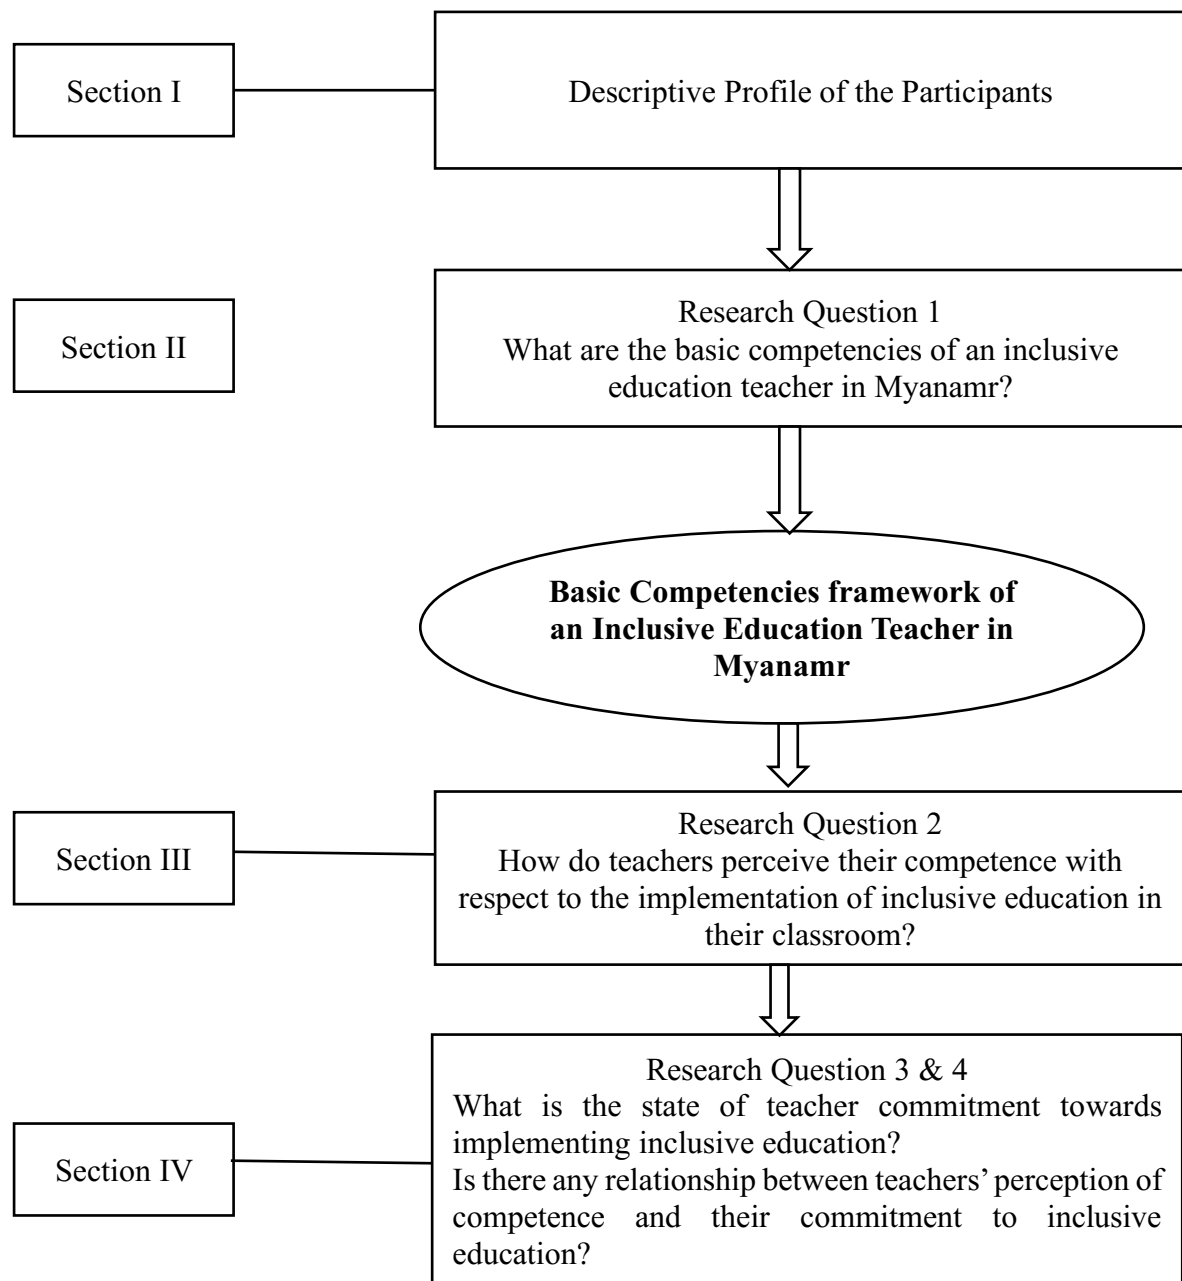 Section I
Descriptive Profile of the Participants
Section II
Research Question 1
What are the basic competencies of an inclusive
education teacher in Myanamr?
Basic Competencies framework of
an Inclusive Education Teacher in
Myanamr
Section III
Research Question 2
How do teachers perceive their competence with
respect to the implementation of inclusive education in
their classroom?
Section IV
Research Question 3 & 4
What is the state of teacher commitment towards
implementing inclusive education?
Is there any relationship between teachers’ perception of
competence and their commitment to inclusive
education?